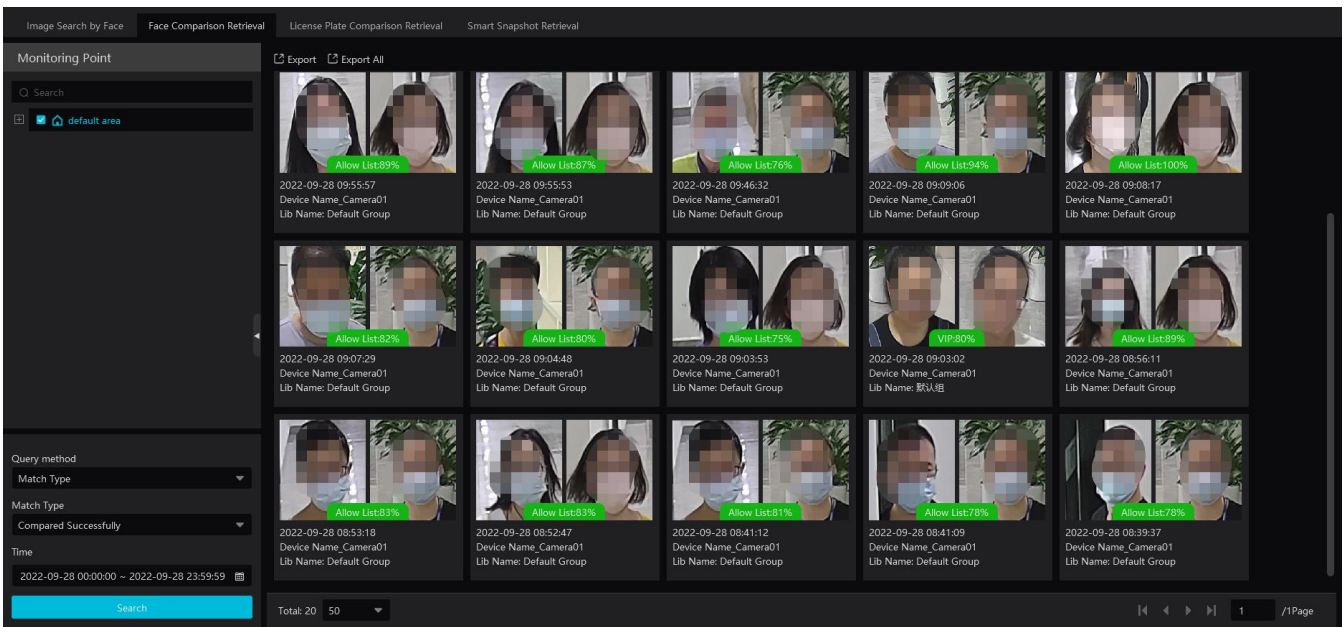 Image Search by Face Face Comparison Retrieval License Plate Comparison Retrieval Smart Snapshot Retrieval
Monitoring Point
Search
default area
Export Export All
Allow List:89% Allow List:87% Allow List:76% Allow List:94% Allow List:100%
2022-09-28 09:55:57 2022-09-28 09:55:53 2022-09-28 09:46:32 2022-09-28 09:09:06 2022-09-28 09:08:17
Device Name_Camera01 Device Name_Camera01 Device Name_Camera01 Device Name_Camera01 Device Name_Camera01
Lib Name: Default Group Lib Name: Default Group Lib Name: Default Group Lib Name: Default Group Lib Name: Default Group
Allow List:82% Allow List:80% Allow List:75% VIP:80% Allow List:89%
2022-09-28 09:07:29 2022-09-28 09:04:48 2022-09-28 09:03:53 2022-09-28 09:03:02 2022-09-28 08:56:11
Device Name_Camera01 Device Name_Camera01 Device Name_Camera01 Device Name_Camera01 Device Name_Camera01
Lib Name: Default Group Lib Name: Default Group Lib Name: Default Group Lib Name: 默认组 Lib Name: Default Group
Allow List:83% Allow List:83% Allow List:81% Allow List:78% Allow List:78%
2022-09-28 08:53:18 2022-09-28 08:52:47 2022-09-28 08:41:12 2022-09-28 08:41:09 2022-09-28 08:39:37
Device Name_Camera01 Device Name_Camera01 Device Name_Camera01 Device Name_Camera01 Device Name_Camera01
Lib Name: Default Group Lib Name: Default Group Lib Name: Default Group Lib Name: Default Group Lib Name: Default Group
Query method
Match Type
Match Type
Compared Successfully
Time
2022-09-28 00:00:00 ~ 2022-09-28 23:59:59
Search
Total: 20 50 1 /1Page